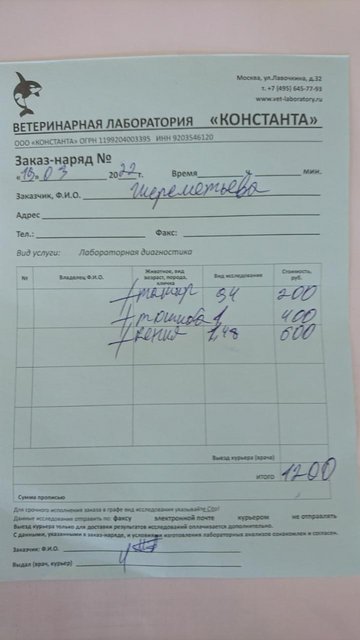 Москва, ул.Лавочкина, д.32
т. +7 (495) 645-77-93
www.vet-laboratory.ru
ВЕТЕРИНАРНАЯ ЛАБОРАТОРИЯ «КОНСТАНТА»
ООО «КОНСТАНТА» ОГРН 1199204003395 ИНН 9203546120
Заказ-наряд №
«19» 03 2022 г. Время мин.
Заказчик, Ф.И.О. Шереметьева
Адрес
Тел.: Факс:
Вид услуги: Лабораторная диагностика
№ Владелец Ф.И.О. Животное, вид возраст, порода, кличка Вид исследования Стоимость, руб.
94 200
1 400
1,48 600
Выезд курьера (врача)
ИТОГО 1200
Сумма прописью
Для срочного исполнения заказа в графе вид исследования указывайте Cito!
Данные исследования отправить по: факсу электронной почте курьером не отправлять
Выезд курьера только для доставки результатов исследований оплачивается дополнительно.
С данными, указанными в заказ-наряде, и условиями изготовления лабораторных анализов ознакомлен и согласен.
Заказчик: Ф.И.О.
Выдал (врач, курьер)